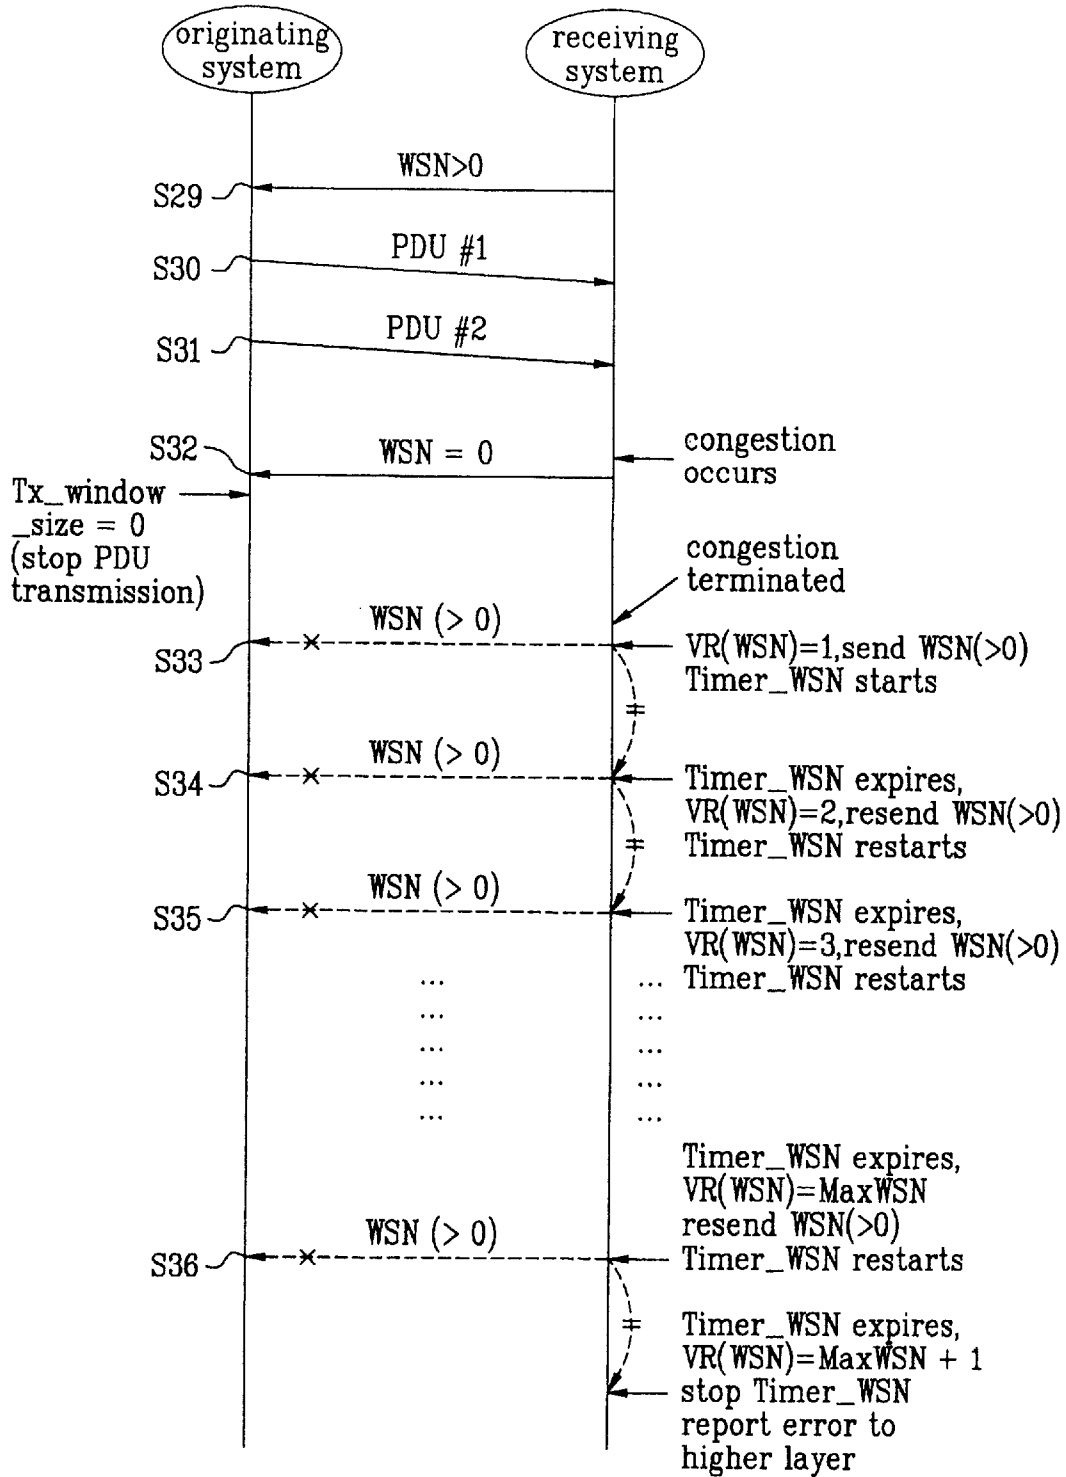 originating
system
receiving
system
WSN>0
S29
PDU #1
S30
PDU #2
S31
S32
WSN = 0
congestion
occurs
Tx_window
_size = 0
(stop PDU
transmission)
congestion
terminated
WSN (> 0)
S33
VR(WSN)=1,send WSN(>0)
Timer_WSN starts
WSN (> 0)
S34
Timer_WSN expires,
VR(WSN)=2,resend WSN(>0)
Timer_WSN restarts
WSN (> 0)
S35
Timer_WSN expires,
VR(WSN)=3,resend WSN(>0)
Timer_WSN restarts
... ...
... ...
... ...
... ...
... ...
Timer_WSN expires,
VR(WSN)=MaxWSN
resend WSN(>0)
Timer_WSN restarts
WSN (> 0)
S36
Timer_WSN expires,
VR(WSN)=MaxWSN + 1
stop Timer_WSN
report error to
higher layer